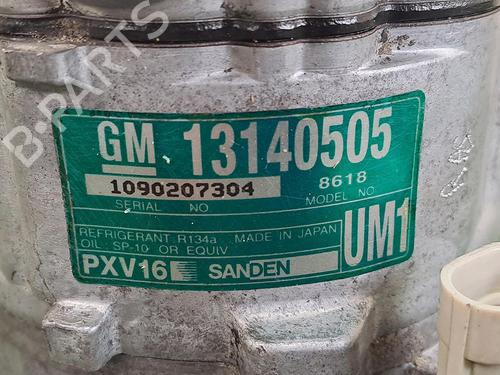 B-PARTS
GM 13140505
1090207304 8618
SERIAL NO MODEL NO
REFRIGERANT R134a MADE IN JAPAN
OIL: SP-10 OR EQUIV UM1
PXV16 SANDEN